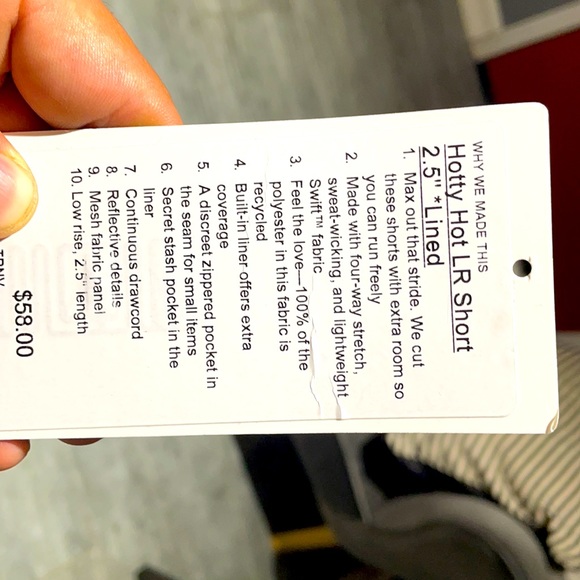 WHY WE MADE THIS
Hotty Hot LR Short
2.5" *Lined
1. Max out that stride. We cut
these shorts with extra room so
you can run freely
2. Made with four-way stretch,
sweat-wicking, and lightweight
Swift™ fabric
3. Feel the love—100% of the
polyester in this fabric is
recycled
4. Built-in liner offers extra
coverage
5. A discreet zippered pocket in
the seam for small items
6. Secret stash pocket in the
liner
7. Continuous drawcord
8. Reflective details
9. Mesh fabric panel
10. Low rise, 2.5" length
$58.00